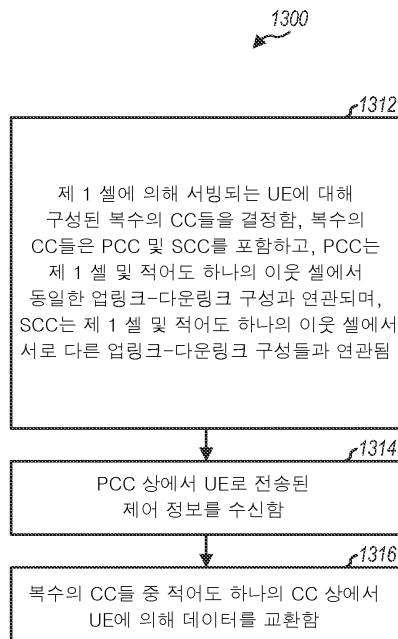 1300
1312
제 1 셀에 의해 서빙되는 UE에 대해
구성된 복수의 CC들을 결정함, 복수의
CC들은 PCC 및 SCC를 포함하고, PCC는
제 1 셀 및 적어도 하나의 이웃 셀에서
동일한 업링크-다운링크 구성과 연관되며,
SCC는 제 1 셀 및 적어도 하나의 이웃 셀에서
서로 다른 업링크-다운링크 구성들과 연관됨
1314
PCC 상에서 UE로 전송된
제어 정보를 수신함
1316
복수의 CC들 중 적어도 하나의 CC 상에서
UE에 의해 데이터를 교환함